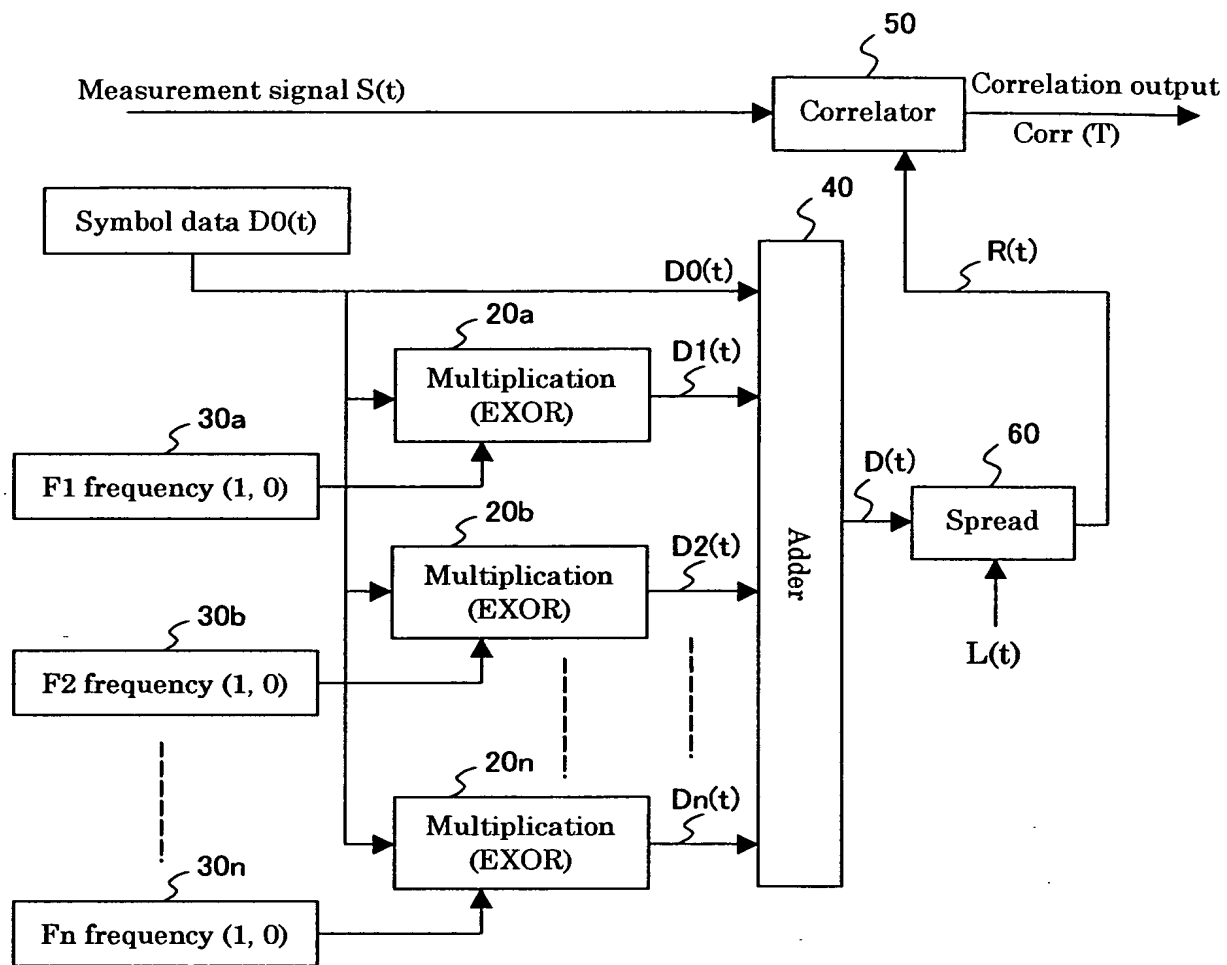 50
Measurement signal S(t)
Correlator
Correlation output
Corr (T)
40
Symbol data D0(t)
R(t)
D0(t)
20a
Multiplication
(EXOR)
D1(t)
30a
F1 frequency (1, 0)
60
D(t)
Spread
Adder
20b
Multiplication
(EXOR)
D2(t)
30b
F2 frequency (1, 0)
L(t)
20n
Multiplication
(EXOR)
Dn(t)
30n
Fn frequency (1, 0)